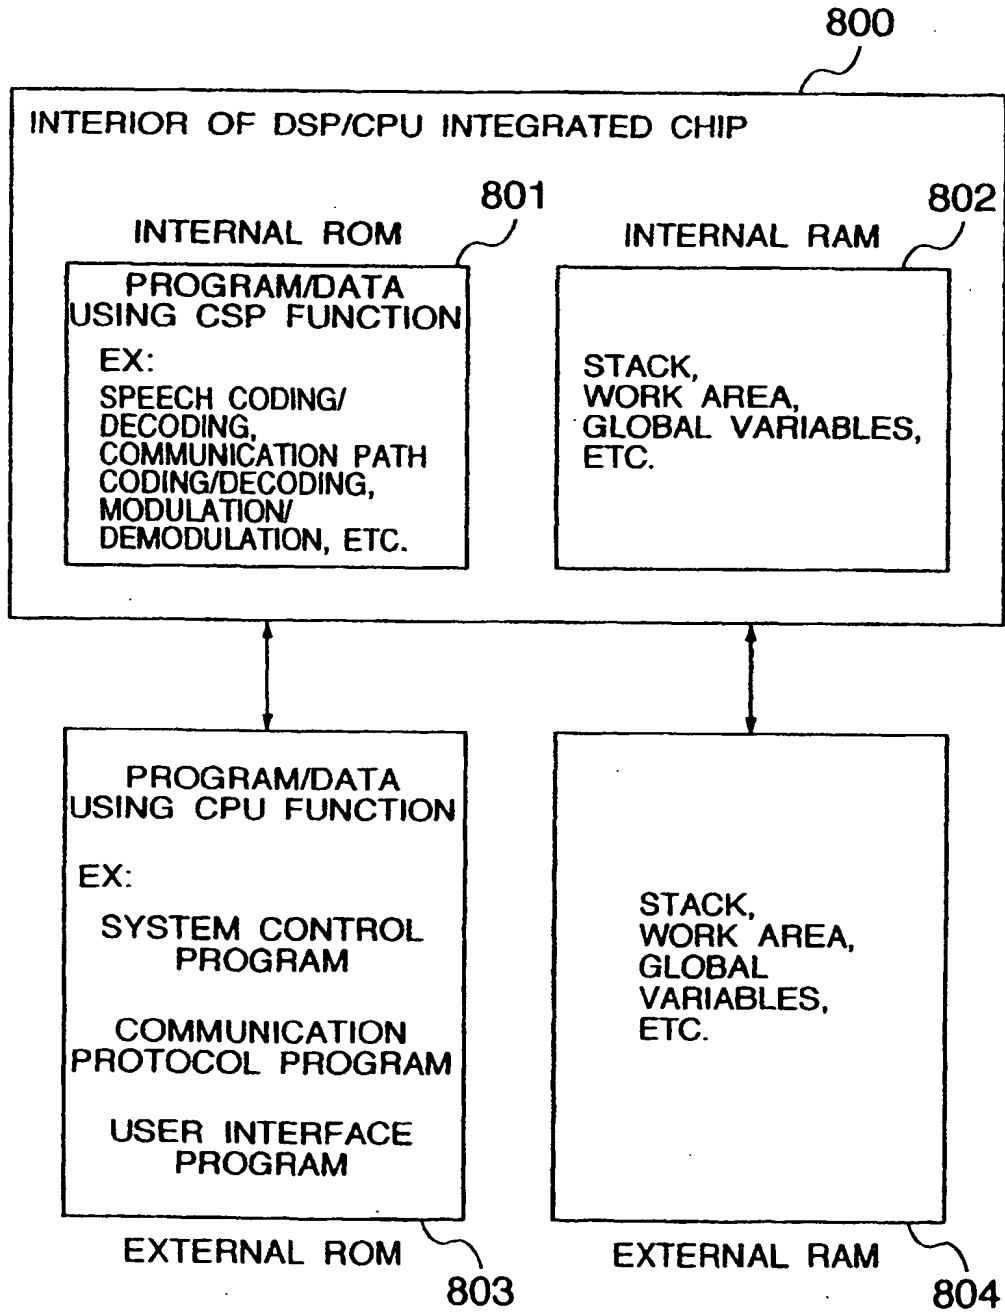 800
INTERIOR OF DSP/CPU INTEGRATED CHIP
801
INTERNAL ROM
PROGRAM/DATA
USING CSP FUNCTION
EX:
SPEECH CODING/
DECODING,
COMMUNICATION PATH
CODING/DECODING,
MODULATION/
DEMODULATION, ETC.
802
INTERNAL RAM
STACK,
WORK AREA,
GLOBAL VARIABLES,
ETC.
PROGRAM/DATA
USING CPU FUNCTION
EX:
SYSTEM CONTROL
PROGRAM
COMMUNICATION
PROTOCOL PROGRAM
USER INTERFACE
PROGRAM
EXTERNAL ROM
803
STACK,
WORK AREA,
GLOBAL
VARIABLES,
ETC.
EXTERNAL RAM
804